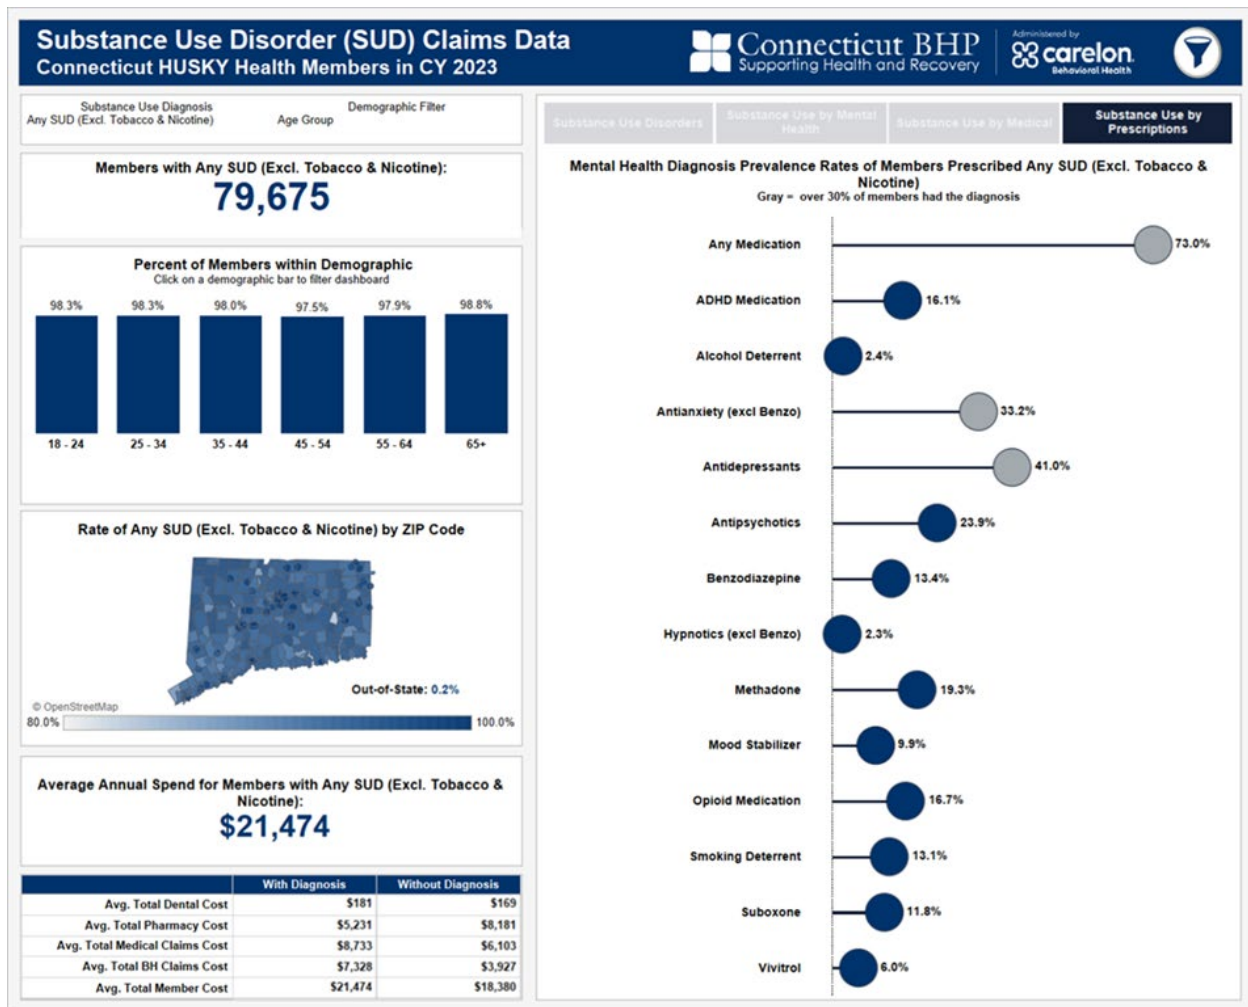 Substance Use Disorder (SUD) Claims Data
Connecticut HUSKY Health Members in CY 2023
Connecticut BHP
Supporting Health and Recovery
Administered by
carelon
Behavioral Health
Substance Use Diagnosis
Any SUD (Excl. Tobacco & Nicotine)
Demographic Filter
Age Group
Members with Any SUD (Excl. Tobacco & Nicotine):
79,675
Percent of Members within Demographic
Click on a demographic bar to filter dashboard
98.3% 98.3% 98.0% 97.5% 97.9% 98.8%
18 - 24 25 - 34 35 - 44 45 - 54 55 - 64 65+
Rate of Any SUD (Excl. Tobacco & Nicotine) by ZIP Code
Out-of-State: 0.2%
© OpenStreetMap
80.0% 100.0%
Average Annual Spend for Members with Any SUD (Excl. Tobacco &
Nicotine):
$21,474
With Diagnosis Without Diagnosis
Avg. Total Dental Cost $181 $169
Avg. Total Pharmacy Cost $5,231 $8,181
Avg. Total Medical Claims Cost $8,733 $6,103
Avg. Total BH Claims Cost $7,328 $3,927
Avg. Total Member Cost $21,474 $18,380
Substance Use Disorders
Substance Use by Mental
Health
Substance Use by Medical
Substance Use by
Prescriptions
Mental Health Diagnosis Prevalence Rates of Members Prescribed Any SUD (Excl. Tobacco &
Nicotine)
Gray = over 30% of members had the diagnosis
Any Medication 73.0%
ADHD Medication 16.1%
Alcohol Deterrent 2.4%
Antianxiety (excl Benzo) 33.2%
Antidepressants 41.0%
Antipsychotics 23.9%
Benzodiazepine 13.4%
Hypnotics (excl Benzo) 2.3%
Methadone 19.3%
Mood Stabilizer 9.9%
Opioid Medication 16.7%
Smoking Deterrent 13.1%
Suboxone 11.8%
Vivitrol 6.0%